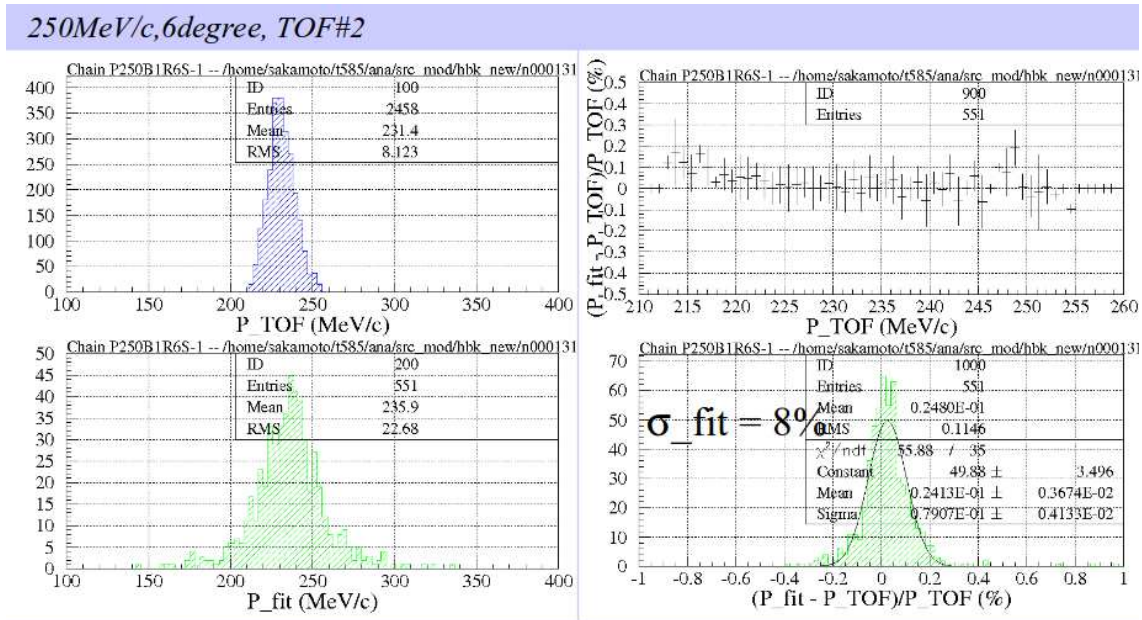 250MeV/c,6degree, TOF#2
Chain P250B1R6S-1 -- /home/sakamoto/t585/ana/src_mod/hbk_new/n000131
ID 100
Entries 2458
Mean 231.4
RMS 8.123
400
350
300
250
200
150
100
50
0
100 150 200 250 300 350 400
P_TOF (MeV/c)
Chain P250B1R6S-1 -- /home/sakamoto/t585/ana/src_mod/hbk_new/n000131
ID 900
Entries 551
(P_fit - P_TOF)/P_TOF (%)
0.5
0.4
0.3
0.2
0.1
0
-0.1
-0.2
-0.3
-0.4
-0.5
210 215 220 225 230 235 240 245 250 255 260
P_TOF (MeV/c)
Chain P250B1R6S-1 -- /home/sakamoto/t585/ana/src_mod/hbk_new/n000131
ID 200
Entries 551
Mean 235.9
RMS 22.68
50
45
40
35
30
25
20
15
10
5
0
100 150 200 250 300 350 400
P_fit (MeV/c)
Chain P250B1R6S-1 -- /home/sakamoto/t585/ana/src_mod/hbk_new/n000131
ID 1000
Entries 551
Mean 0.2480E-01
RMS 0.1146
χ²/ndf 55.88 / 35
Constant 49.88 ± 3.496
Mean 0.2413E-01 ± 0.3674E-02
Sigma 0.7907E-01 ± 0.4133E-02
σ_fit = 8%
70
60
50
40
30
20
10
0
-1 -0.8 -0.6 -0.4 -0.2 0 0.2 0.4 0.6 0.8 1
(P_fit - P_TOF)/P_TOF (%)